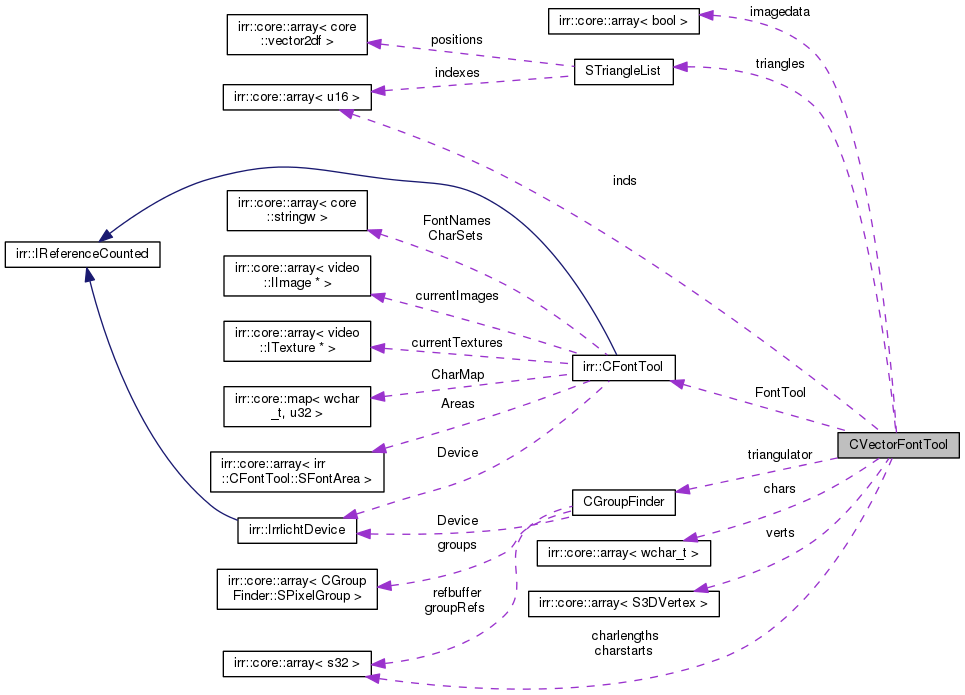 imagedata
irr::core::array< bool >
irr::core::array< core
::vector2df >
positions
triangles
STriangleList
indexes
irr::core::array< u16 >
inds
irr::core::array< core
::stringw >
FontNames
CharSets
irr::IReferenceCounted
irr::core::array< video
::IImage * >
currentImages
irr::core::array< video
::ITexture * >
currentTextures
irr::CFontTool
CharMap
irr::core::map< wchar
_t, u32 >
FontTool
Areas
CVectorFontTool
Device
triangulator
irr::core::array< irr
::CFontTool::SFontArea >
chars
CGroupFinder
Device
irr::IrrlichtDevice
verts
groups
irr::core::array< wchar_t >
irr::core::array< CGroup
Finder::SPixelGroup >
refbuffer
groupRefs
irr::core::array< S3DVertex >
charlengths
charstarts
irr::core::array< s32 >